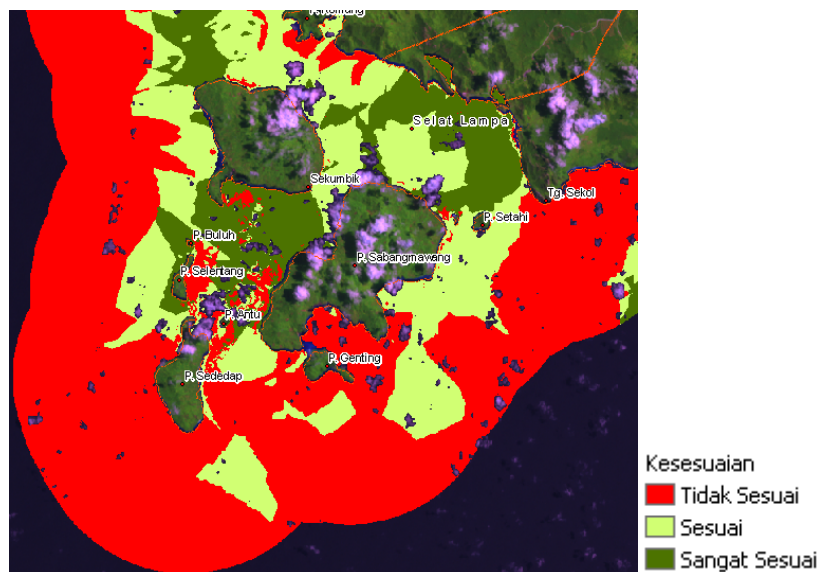 Selat Lampa
Sekumbik
Tg. Sekol
P. Setahi
P. Buluh
P. Sabangmawang
P. Selentang
P. Antu
P. Genting
P. Sededap
Kesesuaian
Tidak Sesuai
Sesuai
Sangat Sesuai